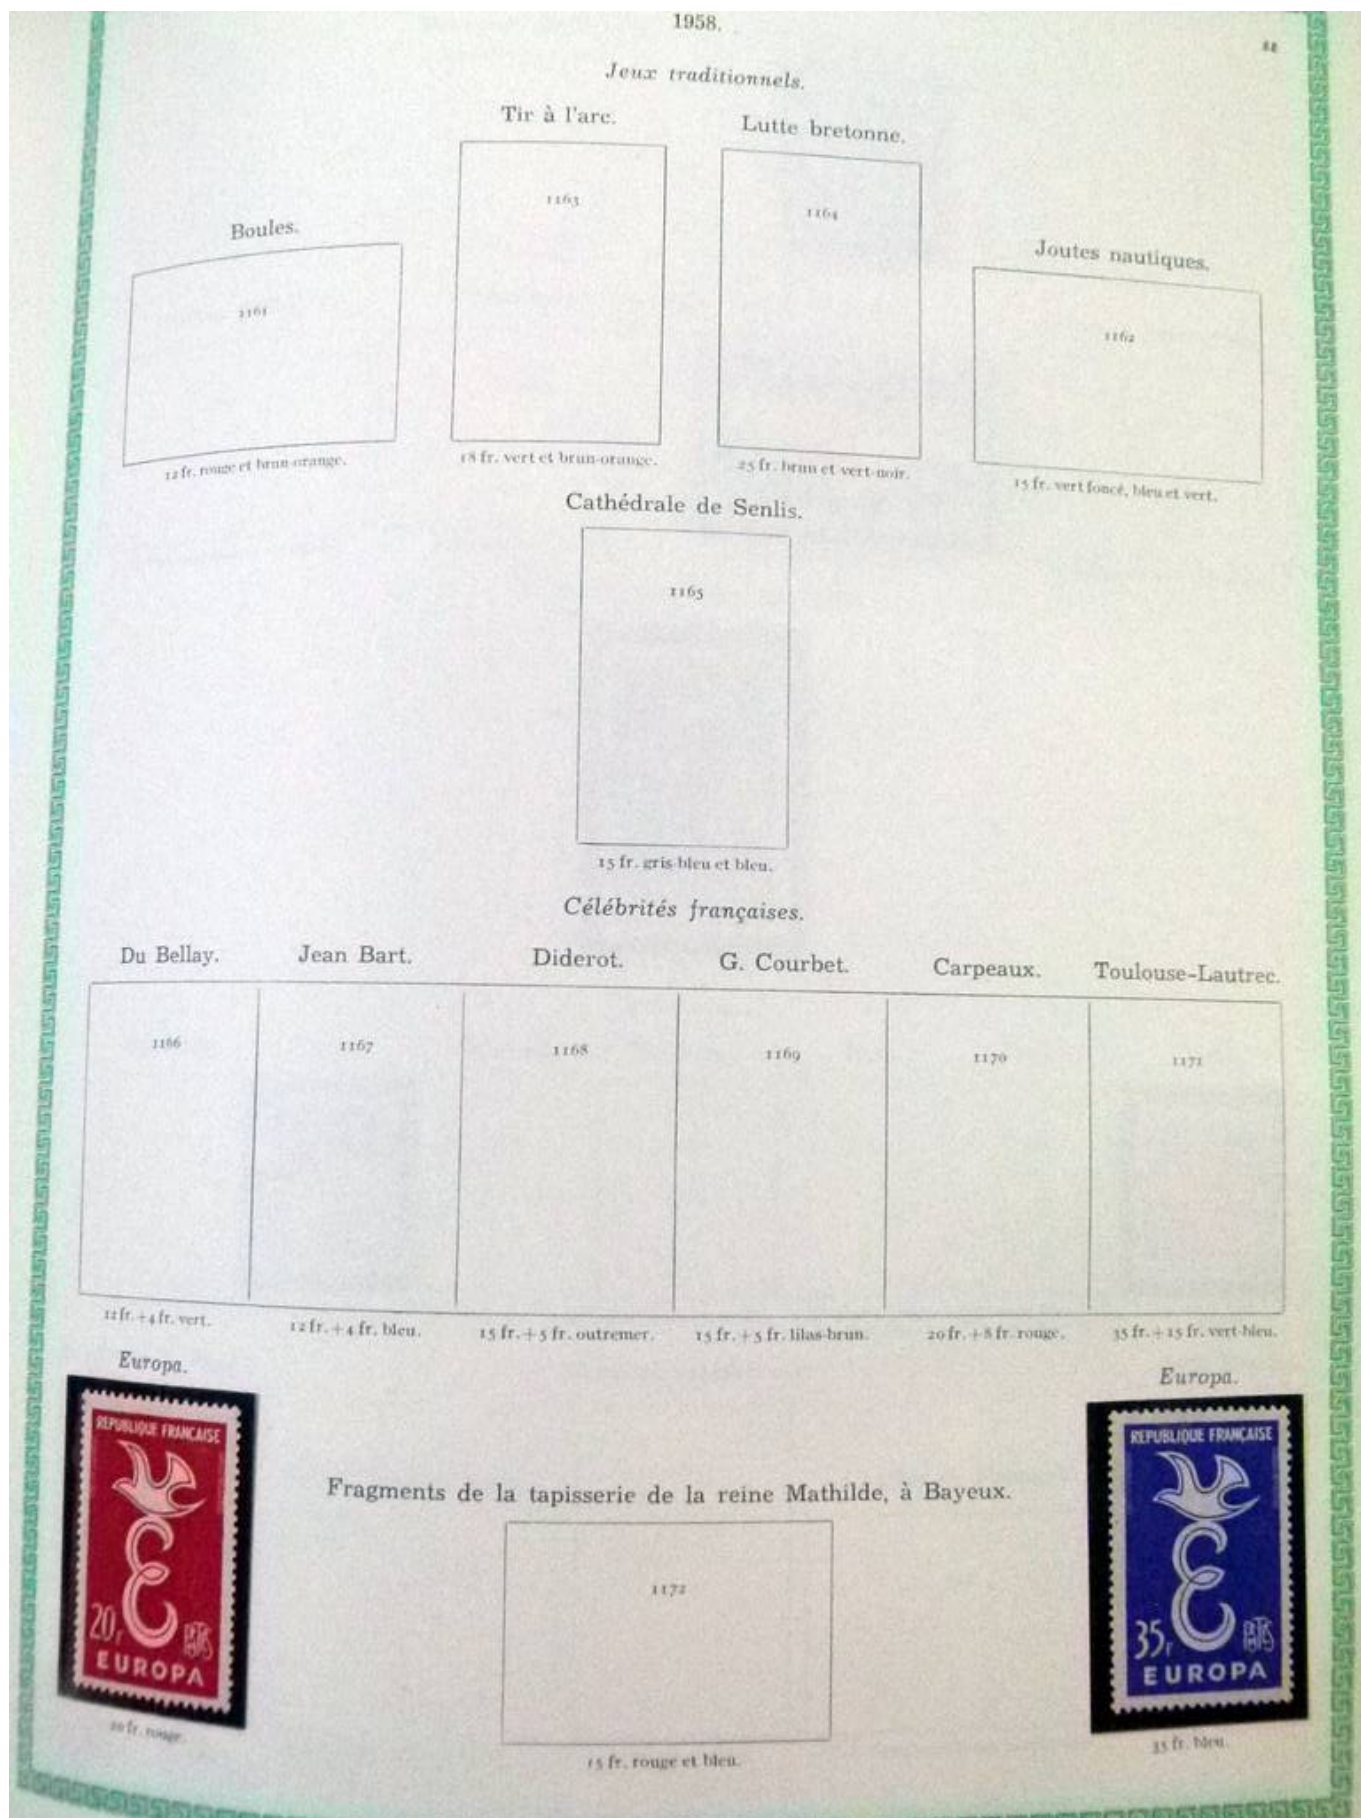 1958.
Jeux traditionnels.
Tir à l'arc.
Lutte bretonne.
1163
1164
Boules.
Joutes nautiques.
1161
1162
12 fr. rouge et brun-orange.
18 fr. vert et brun-orange.
25 fr. brun et vert-noir.
15 fr. vert foncé, bleu et vert.
Cathédrale de Senlis.
1165
15 fr. gris-bleu et bleu.
Célébrités françaises.
Du Bellay.
Jean Bart.
Diderot.
G. Courbet.
Carpeaux.
Toulouse-Lautrec.
1166
1167
1168
1169
1170
1171
12 fr. + 4 fr. vert.
12 fr. + 4 fr. bleu.
15 fr. + 5 fr. outremer.
15 fr. + 5 fr. lilas-brun.
20 fr. + 8 fr. rouge.
35 fr. + 15 fr. vert-bleu.
Europa.
Europa.
REPUBLIQUE FRANÇAISE
20F
EUROPA
20 fr. rouge.
Fragments de la tapisserie de la reine Mathilde, à Bayeux.
1172
15 fr. rouge et bleu.
REPUBLIQUE FRANÇAISE
35F
EUROPA
35 fr. bleu.